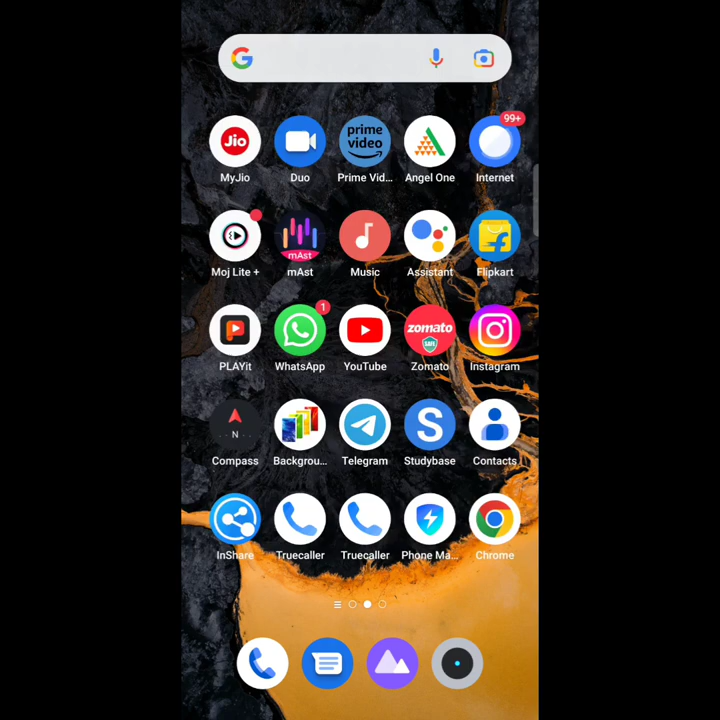 Jio
prime video
99+
MyJio
Duo
Prime Vid...
Angel One
Internet
mAst
Moj Lite +
mAst
Music
Assistant
Flipkart
1
zomato
PLAYit
WhatsApp
YouTube
Zomato
Instagram
N
S
Compass
Backgrou...
Telegram
Studybase
Contacts
InShare
Truecaller
Truecaller
Phone Ma...
Chrome